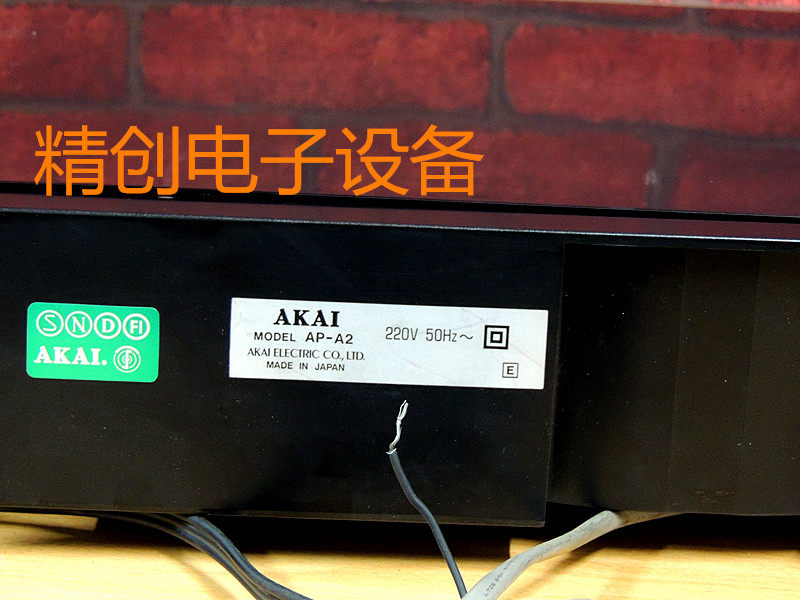 精创电子设备
S N D FI
AKAI.
AKAI
MODEL AP-A2
220V 50Hz~
AKAI ELECTRIC CO., LTD.
MADE IN JAPAN
E